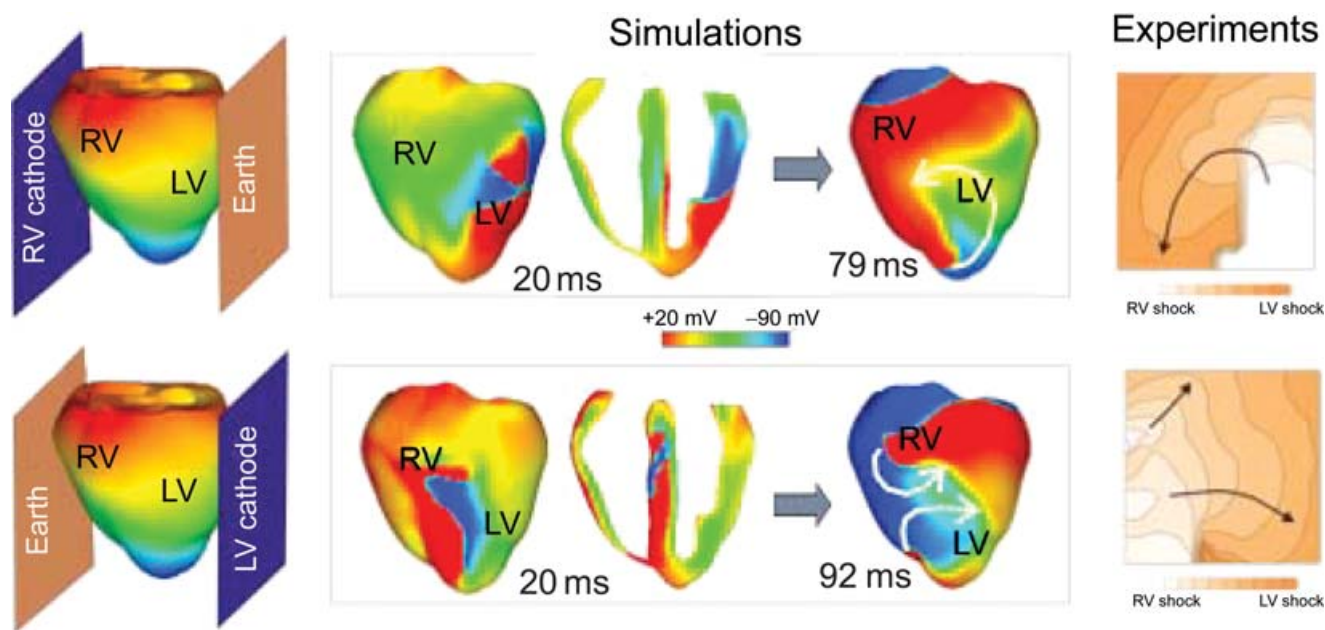 Simulations
Experiments
RV cathode
RV
LV
Earth
RV
LV
20 ms
RV
LV
79 ms
RV shock
LV shock
+20 mV
−90 mV
Earth
RV
LV
LV cathode
RV
LV
20 ms
RV
LV
92 ms
RV shock
LV shock